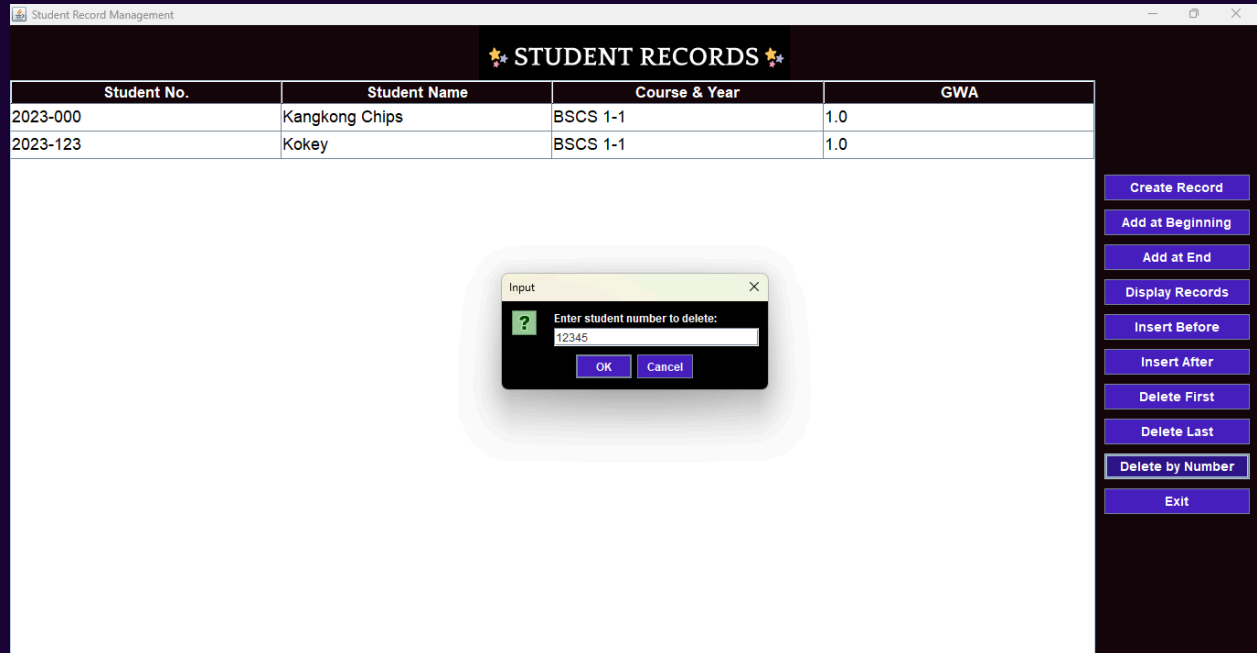 Student Record Management
STUDENT RECORDS
Student No. Student Name Course & Year GWA
2023-000 Kangkong Chips BSCS 1-1 1.0
2023-123 Kokey BSCS 1-1 1.0
Create Record
Add at Beginning
Add at End
Display Records
Insert Before
Insert After
Delete First
Delete Last
Delete by Number
Exit
Input
?
Enter student number to delete:
12345
OK Cancel